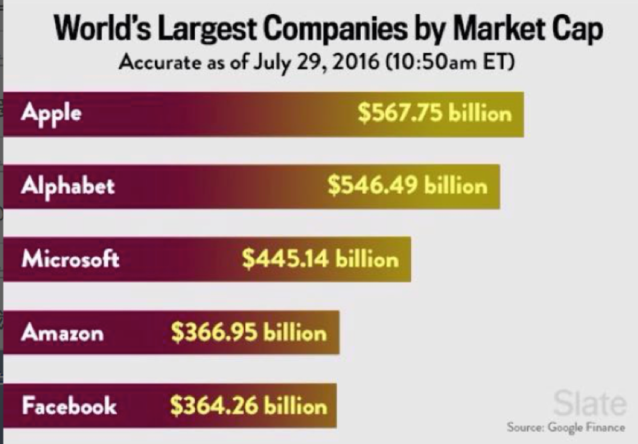 World's Largest Companies by Market Cap
Accurate as of July 29, 2016 (10:50am ET)
Apple $567.75 billion
Alphabet $546.49 billion
Microsoft $445.14 billion
Amazon $366.95 billion
Facebook $364.26 billion
Slate
Source: Google Finance